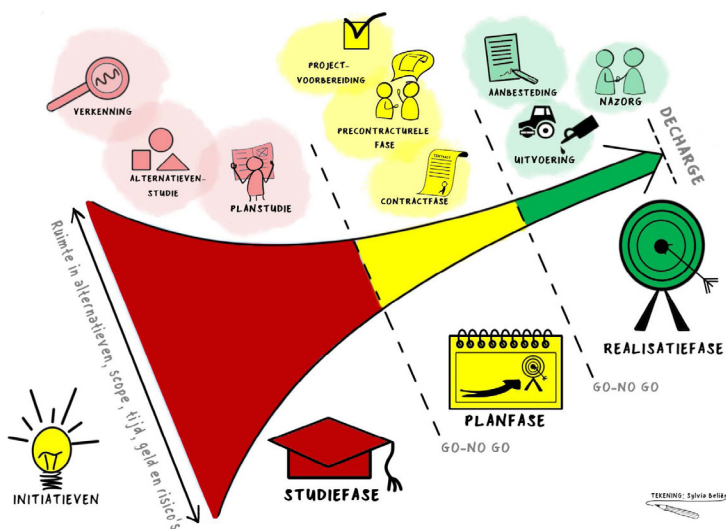 VERKENNING
ALTERNATIEVEN-
STUDIE
PLANSTUDIE
PROJECT-
VOORBEREIDING
PRECONTRACTURELE
FASE
CONTRACT
CONTRACTFASE
AANBESTEDING
NAZORG
UITVOERING
DECHARGE
Ruimte in alternatieven, scope, tijd, geld en risico's
INITIATIEVEN
STUDIEFASE
PLANFASE
GO-NO GO
REALISATIEFASE
GO-NO GO
TEKENING: Sylvia